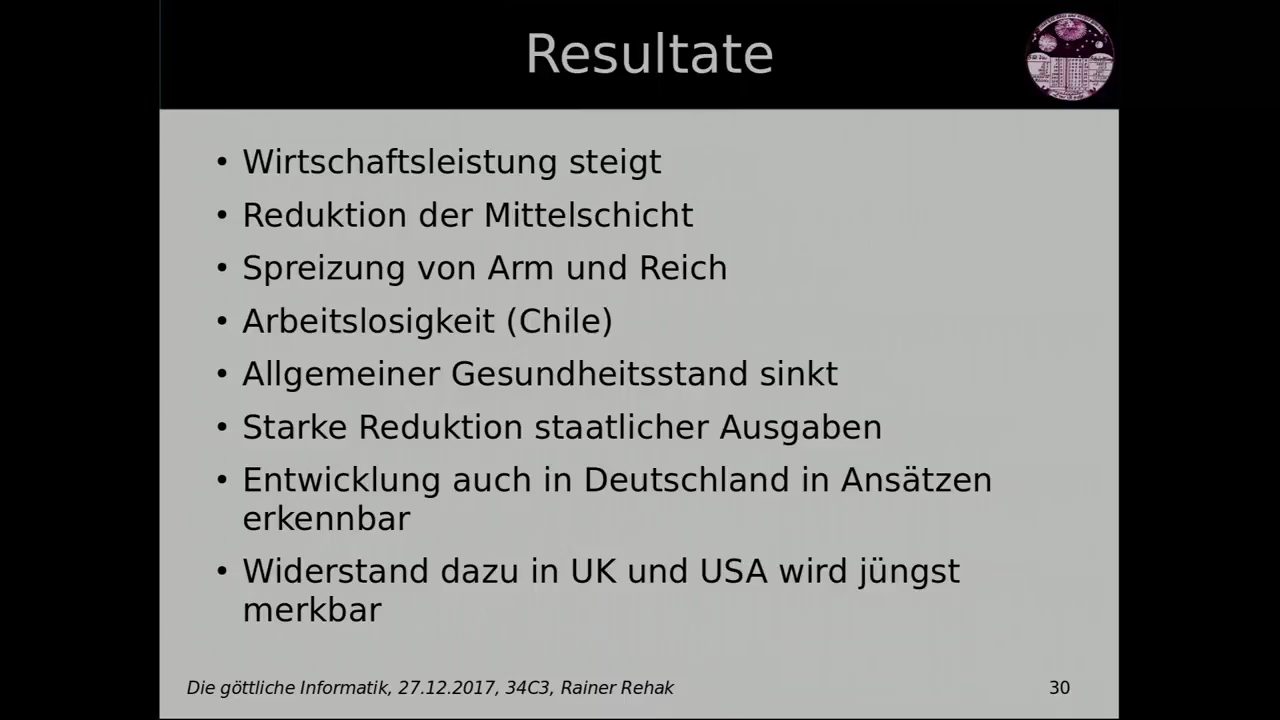 Resultate
• Wirtschaftsleistung steigt
• Reduktion der Mittelschicht
• Spreizung von Arm und Reich
• Arbeitslosigkeit (Chile)
• Allgemeiner Gesundheitsstand sinkt
• Starke Reduktion staatlicher Ausgaben
• Entwicklung auch in Deutschland in Ansätzen
erkennbar
• Widerstand dazu in UK und USA wird jüngst
merkbar
Die göttliche Informatik, 27.12.2017, 34C3, Rainer Rehak
30